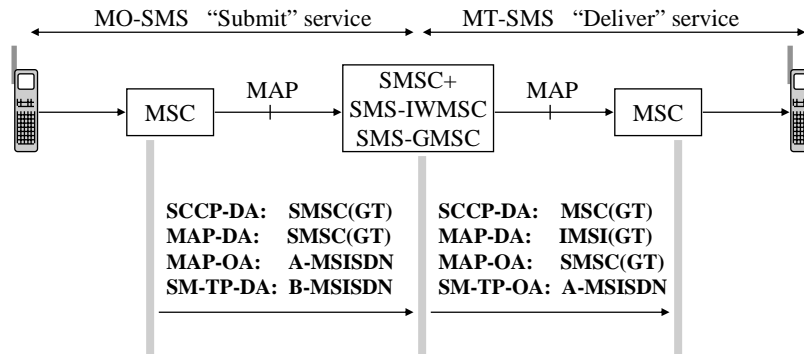 MO-SMS “Submit” service
MT-SMS “Deliver” service
MSC
MAP
SMSC+
SMS-IWMSC
SMS-GMSC
MAP
MSC
SCCP-DA: SMSC(GT)
MAP-DA: SMSC(GT)
MAP-OA: A-MSISDN
SM-TP-DA: B-MSISDN
SCCP-DA: MSC(GT)
MAP-DA: IMSI(GT)
MAP-OA: SMSC(GT)
SM-TP-OA: A-MSISDN